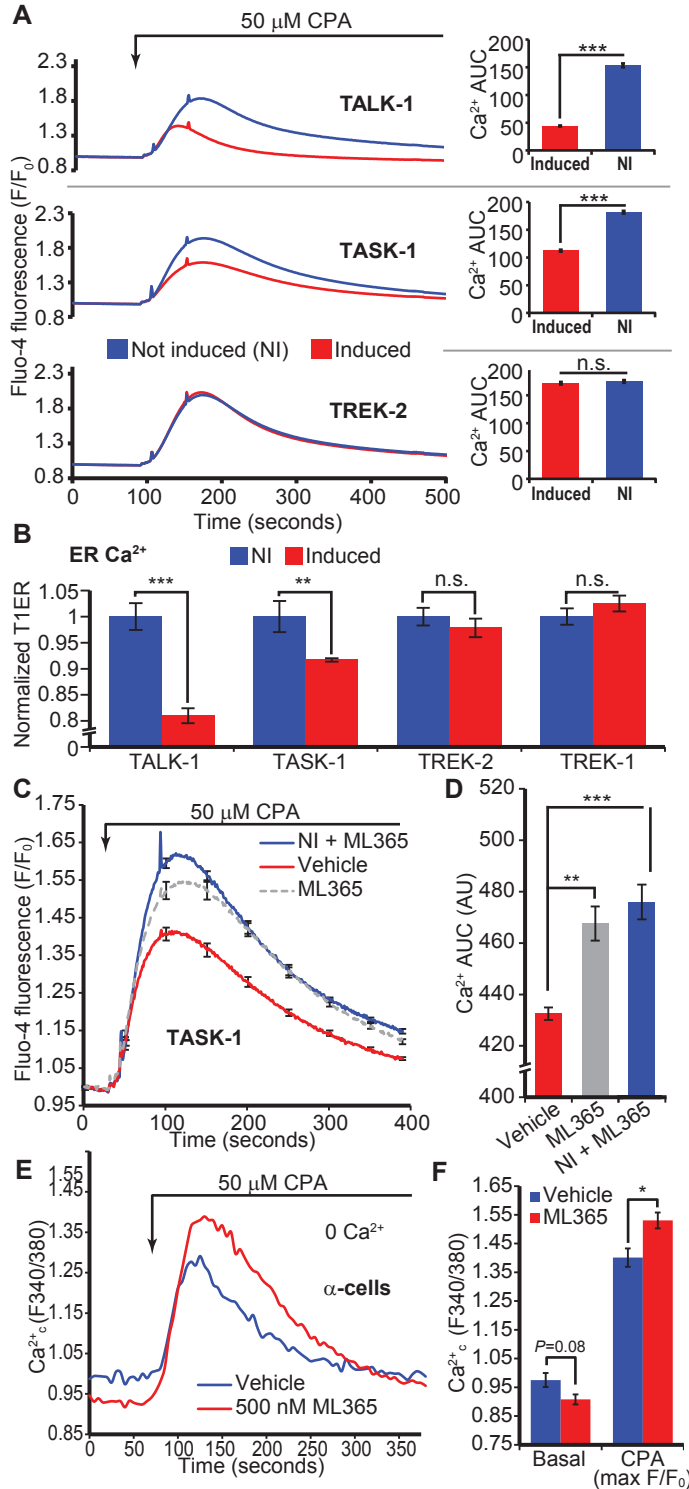 A
50 µM CPA
Fluo-4 fluorescence (F/F₀)
2.3
1.8
1.3
0.8
TALK-1
Ca²⁺ AUC
200
150
100
50
0
***
Induced NI
2.3
1.8
1.3
0.8
TASK-1
Ca²⁺ AUC
200
150
100
50
0
***
Induced NI
Not induced (NI) Induced
2.3
1.8
1.3
0.8
TREK-2
0 100 200 300 400 500
Time (seconds)
Ca²⁺ AUC
200
150
100
50
0
n.s.
Induced NI
B
ER Ca²⁺
NI Induced
Normalized T1ER
1.05
1
0.95
0.9
0.85
0.8
0
*** ** n.s. n.s.
TALK-1 TASK-1 TREK-2 TREK-1
C
50 µM CPA
Fluo-4 fluorescence (F/F₀)
1.75
1.65
1.55
1.45
1.35
1.25
1.15
1.05
0.95
NI + ML365
Vehicle
ML365
TASK-1
0 100 200 300 400
Time (seconds)
D
Ca²⁺ AUC (AU)
520
500
480
460
440
420
400
***
**
Vehicle
ML365
NI + ML365
E
50 µM CPA
Ca²⁺c (F340/380)
1.55
1.45
1.35
1.25
1.15
1.05
0.95
0.85
0 Ca²⁺
α-cells
Vehicle
500 nM ML365
0 50 100 150 200 250 300 350
Time (seconds)
F
Vehicle
ML365
Ca²⁺c (F340/380)
1.65
1.55
1.45
1.35
1.25
1.15
1.05
0.95
0.85
0.75
*
P=0.08
Basal CPA
(max F/F₀)